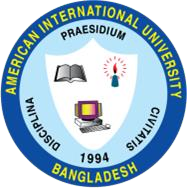 AMERICAN INTERNATIONAL UNIVERSITY
PRAESIDIUM
DISCIPLINA
CIVITATIS
1994
BANGLADESH